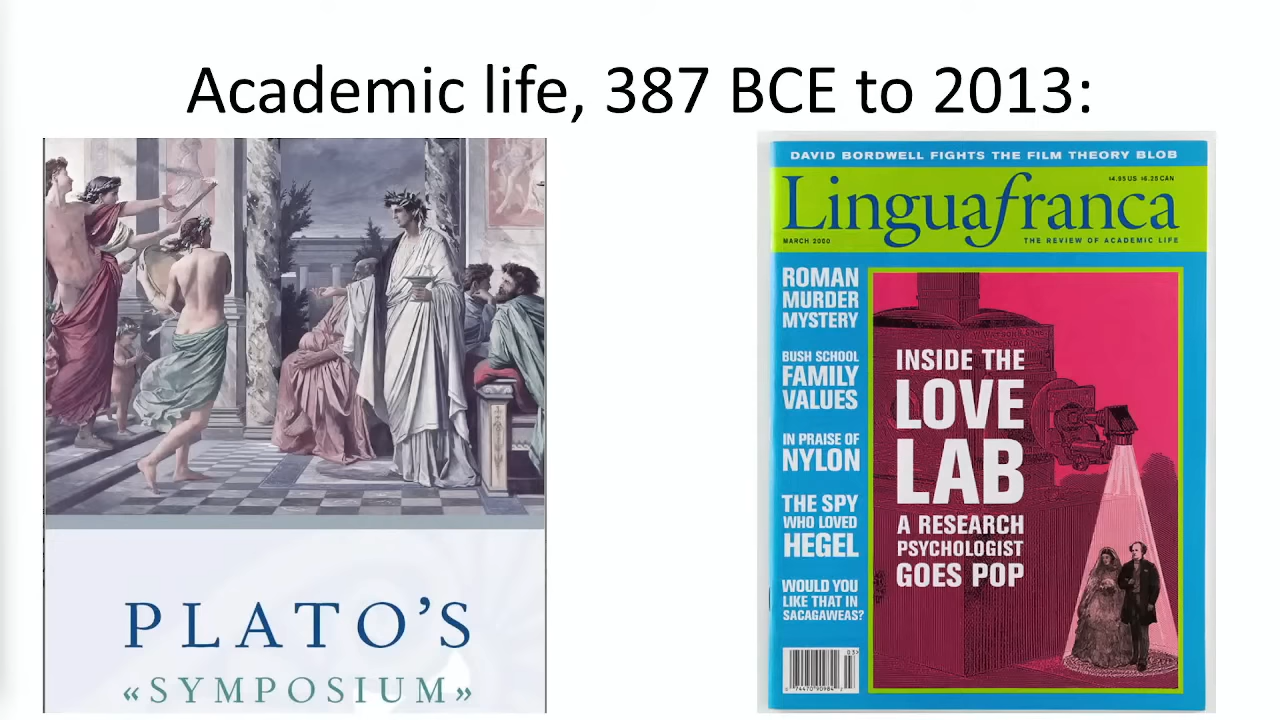 Academic life, 387 BCE to 2013:
PLATO'S
«SYMPOSIUM»
DAVID BORDWELL FIGHTS THE FILM THEORY BLOB
$4.95 US $6.25 CAN
Linguafranca
MARCH 2000
THE REVIEW OF ACADEMIC LIFE
ROMAN
MURDER
MYSTERY
BUSH SCHOOL
FAMILY
VALUES
IN PRAISE OF
NYLON
THE SPY
WHO LOVED
HEGEL
WOULD YOU
LIKE THAT IN
SACAGAWEAS?
INSIDE THE
LOVE
LAB
A RESEARCH
PSYCHOLOGIST
GOES POP
03>